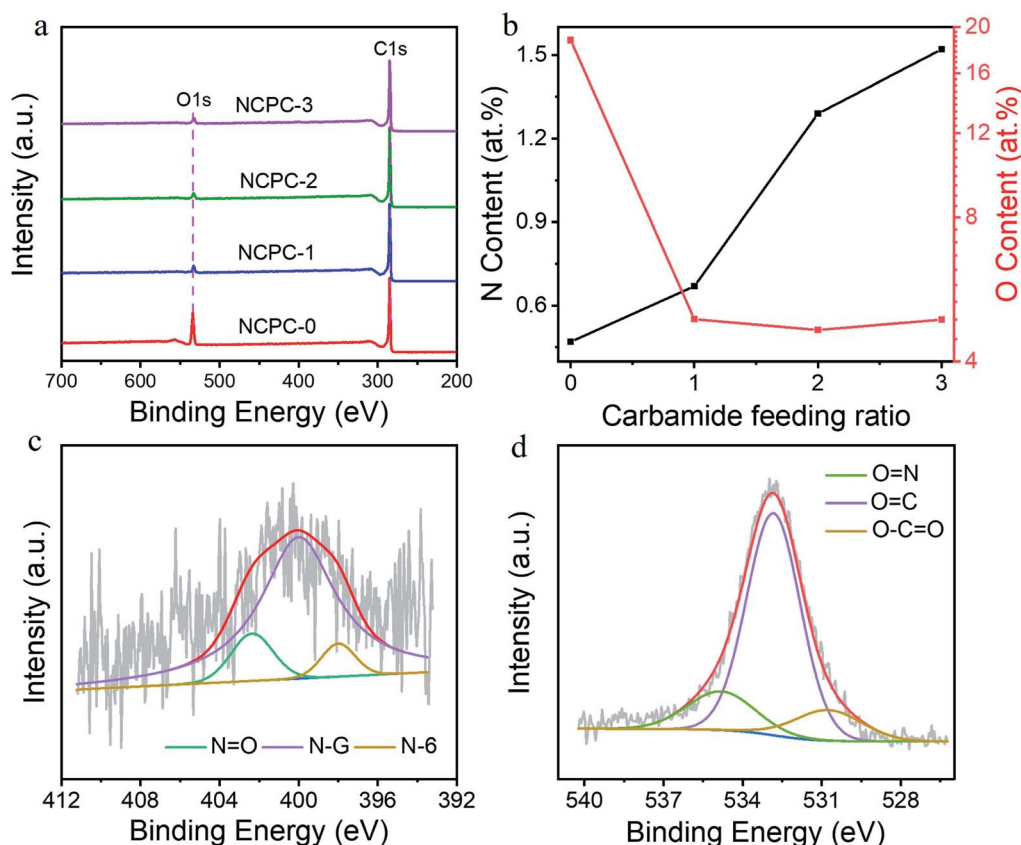 a
C1s
O1s
NCPC-3
NCPC-2
NCPC-1
NCPC-0
Intensity (a.u.)
700 600 500 400 300 200
Binding Energy (eV)
b
1.5
1.2
0.9
0.6
N Content (at.%)
20
16
12
8
4
O Content (at.%)
0 1 2 3
Carbamide feeding ratio
c
Intensity (a.u.)
N=O N-G N-6
412 408 404 400 396 392
Binding Energy (eV)
d
O=N
O=C
O-C=O
Intensity (a.u.)
540 537 534 531 528
Binding Energy (eV)